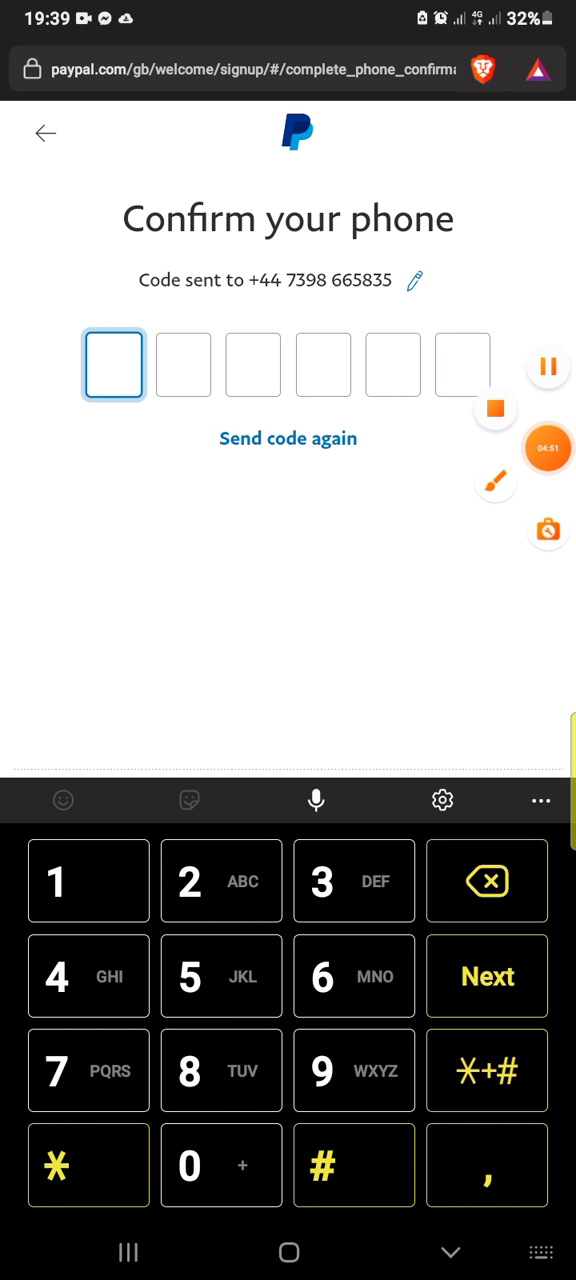 19:39
4G
32%
paypal.com/gb/welcome/signup/#/complete_phone_confirma
Confirm your phone
Code sent to +44 7398 665835
Send code again
04:51
1
2 ABC
3 DEF
4 GHI
5 JKL
6 MNO
Next
7 PQRS
8 TUV
9 WXYZ
*+#
*
0 +
#
,